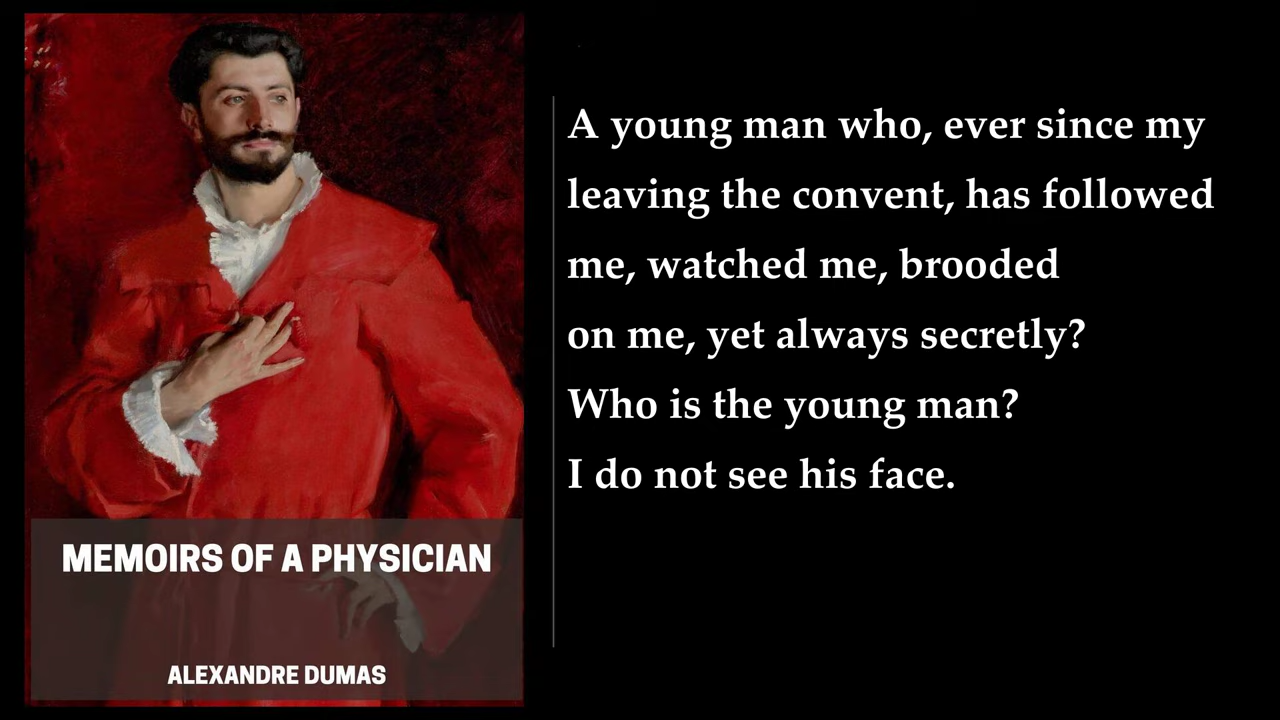 MEMOIRS OF A PHYSICIAN
ALEXANDRE DUMAS
A young man who, ever since my
leaving the convent, has followed
me, watched me, brooded
on me, yet always secretly?
Who is the young man?
I do not see his face.